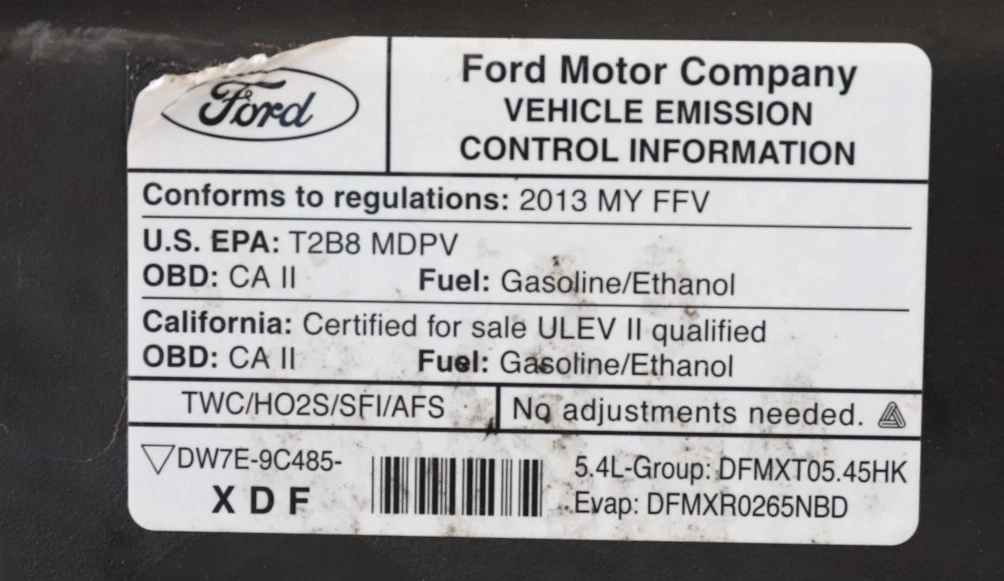 Ford
Ford Motor Company
VEHICLE EMISSION
CONTROL INFORMATION
Conforms to regulations: 2013 MY FFV
U.S. EPA: T2B8 MDPV
OBD: CA II Fuel: Gasoline/Ethanol
California: Certified for sale ULEV II qualified
OBD: CA II Fuel: Gasoline/Ethanol
TWC/HO2S/SFI/AFS No adjustments needed.
▽DW7E-9C485-
XDF
5.4L-Group: DFMXT05.45HK
Evap: DFMXR0265NBD